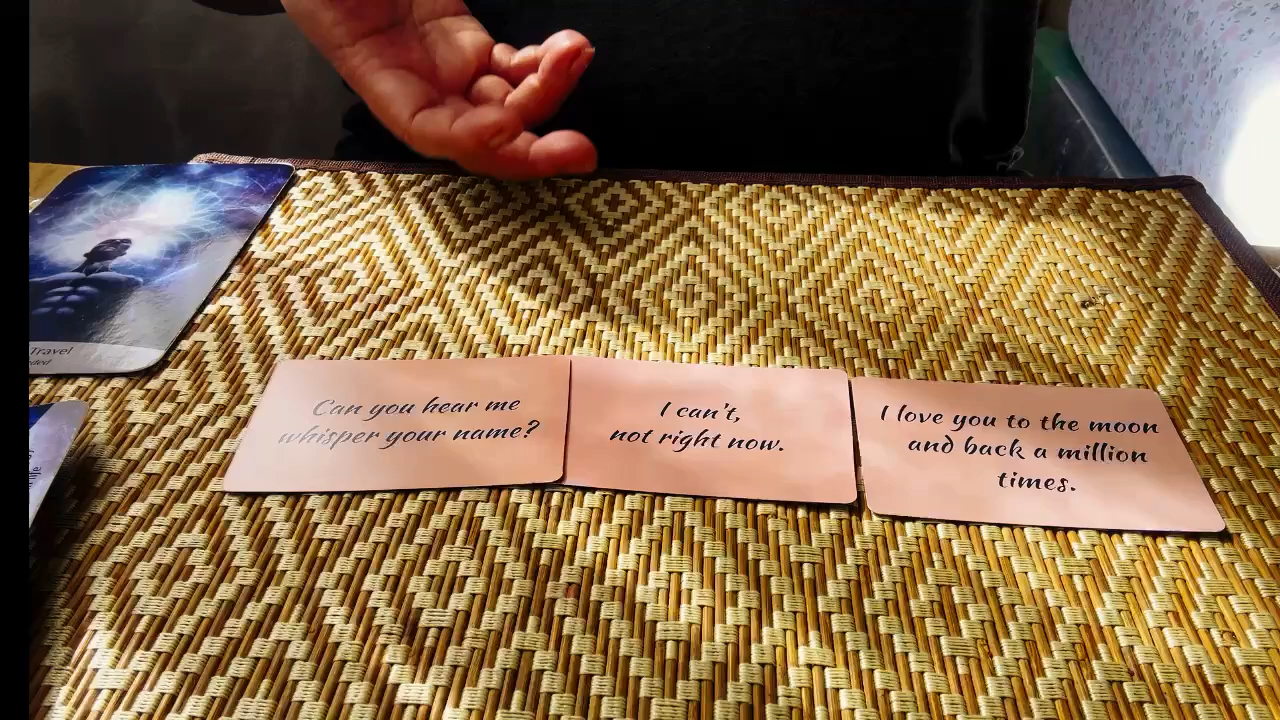 Travel
Can you hear me
whisper your name?
I can't,
not right now.
I love you to the moon
and back a million
times.